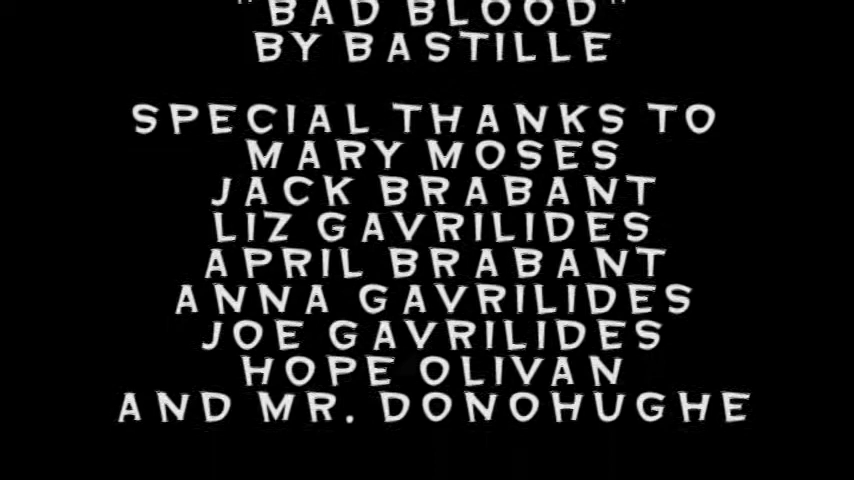 "BAD BLOOD"
BY BASTILLE
SPECIAL THANKS TO
MARY MOSES
JACK BRABANT
LIZ GAVRILIDES
APRIL BRABANT
ANNA GAVRILIDES
JOE GAVRILIDES
HOPE OLIVAN
AND MR. DONOHUGHE